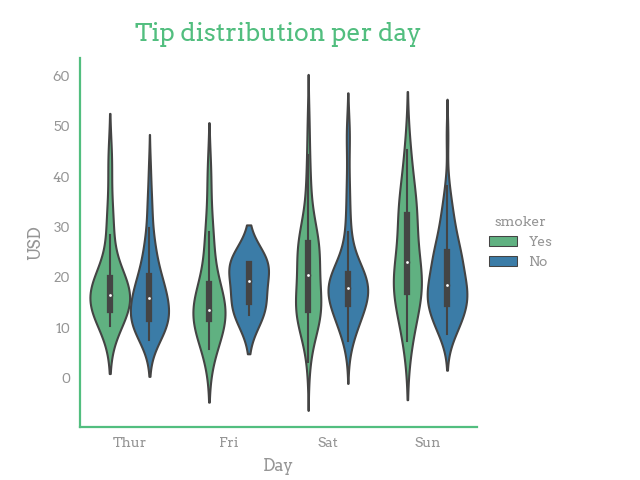 Tip distribution per day
60
50
40
30
20
10
0
USD
Thur Fri Sat Sun
Day
smoker
Yes
No